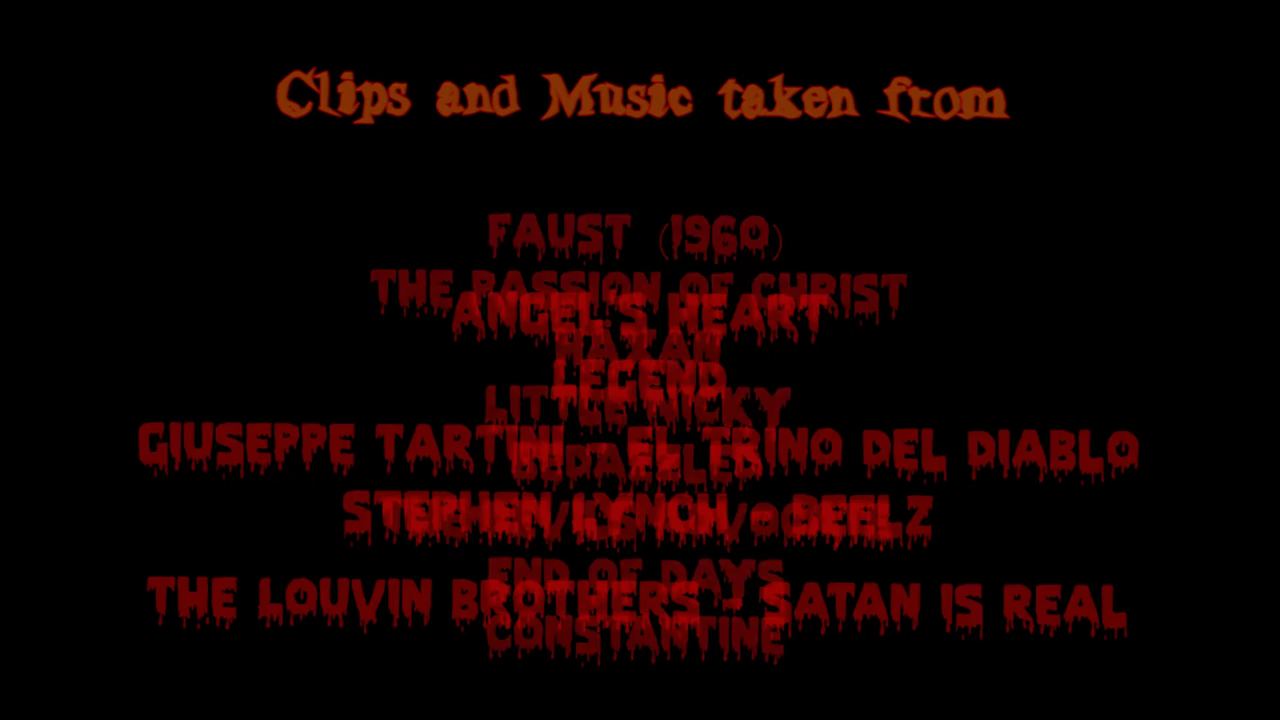 Clips and Music taken from
FAUST (1960)
THE PASSION OF CHRIST
ANGEL'S HEART
HAXAN
LEGEND
LITTLE NICKY
GIUSEPPE TARTINI - EL TRINO DEL DIABLO
BEDAZZLED
STEPHEN LYNCH - BEELZ
END OF DAYS
THE LOUVIN BROTHERS - SATAN IS REAL
CONSTANTINE